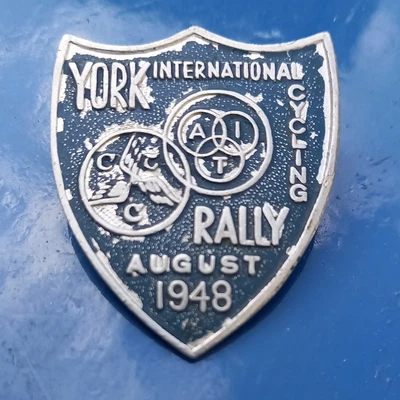 YORK INTERNATIONAL CYCLING
A I T
C C C
RALLY
AUGUST
1948